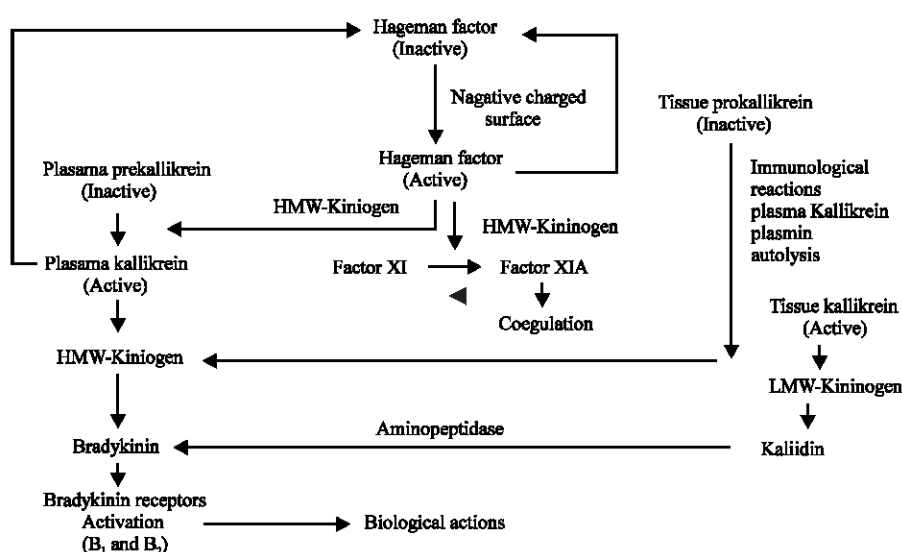 Hageman factor
(Inactive)
Nagative charged
surface
Tissue prokallikrein
(Inactive)
Hageman factor
(Active)
Plasama prekallikrein
(Inactive)
Immunological
reactions
plasma Kallikrein
plasmin
autolysis
HMW-Kiniogen
HMW-Kininogen
Plasama kallikrein
(Active)
Factor XI
Factor XIA
Coegulation
Tissue kallikrein
(Active)
HMW-Kiniogen
LMW-Kininogen
Aminopeptidase
Bradykinin
Kaliidin
Bradykinin receptors
Activation
(B₁ and B₂)
Biological actions